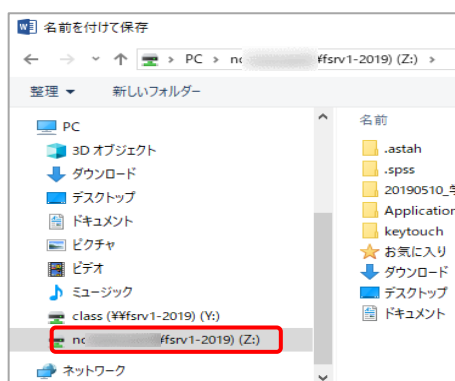 名前を付けて保存
PC > nc ¥fsrv1-2019) (Z:) >
整理 新しいフォルダー
PC
3D オブジェクト
ダウンロード
デスクトップ
ドキュメント
ピクチャ
ビデオ
ミュージック
class (¥¥fsrv1-2019) (Y:)
nc ¥fsrv1-2019) (Z:)
ネットワーク
名前
.astah
.spss
20190510_
Application
keytouch
お気に入り
ダウンロード
デスクトップ
ドキュメント